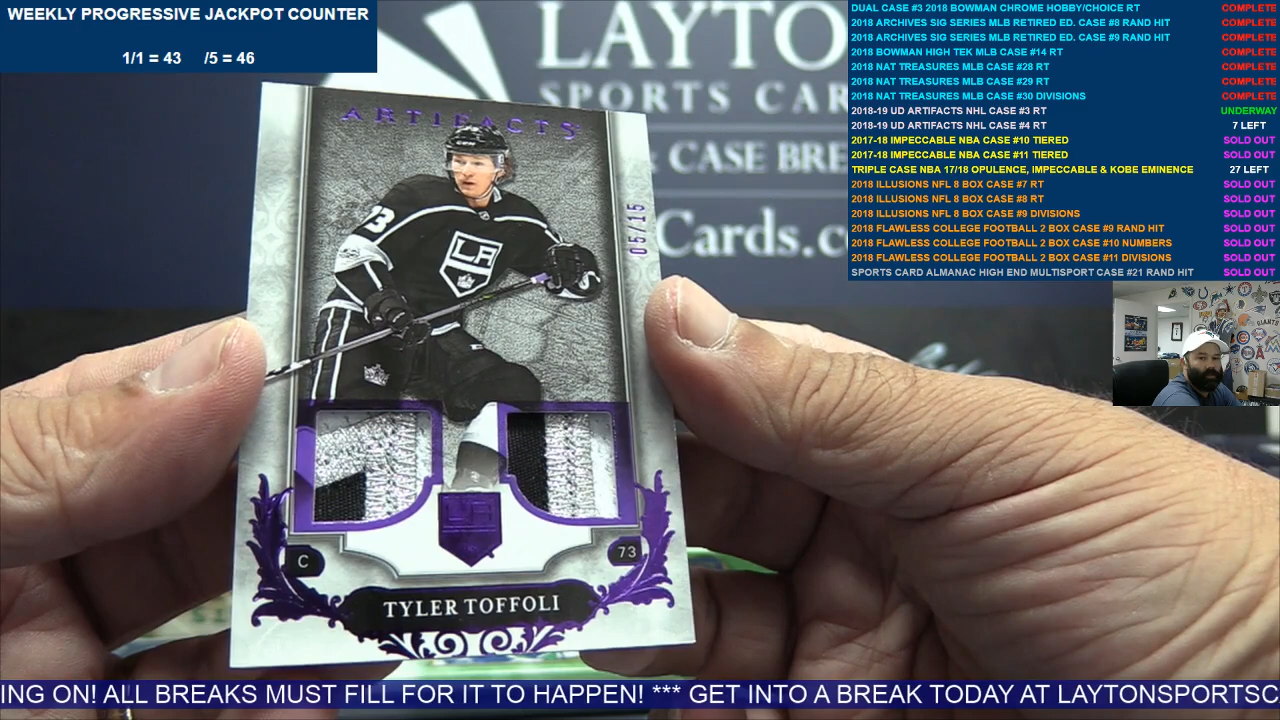 WEEKLY PROGRESSIVE JACKPOT COUNTER
1/1 = 43 /5 = 46
LAYTO
SPORTS CAR
CASE BRE
Cards.c
DUAL CASE #3 2018 BOWMAN CHROME HOBBY/CHOICE RT COMPLETE
2018 ARCHIVES SIG SERIES MLB RETIRED ED. CASE #8 RAND HIT COMPLETE
2018 ARCHIVES SIG SERIES MLB RETIRED ED. CASE #9 RAND HIT COMPLETE
2018 BOWMAN HIGH TEK MLB CASE #14 RT COMPLETE
2018 NAT TREASURES MLB CASE #28 RT COMPLETE
2018 NAT TREASURES MLB CASE #29 RT COMPLETE
2018 NAT TREASURES MLB CASE #30 DIVISIONS COMPLETE
2018-19 UD ARTIFACTS NHL CASE #3 RT UNDERWAY
2018-19 UD ARTIFACTS NHL CASE #4 RT 7 LEFT
2017-18 IMPECCABLE NBA CASE #10 TIERED SOLD OUT
2017-18 IMPECCABLE NBA CASE #11 TIERED SOLD OUT
TRIPLE CASE NBA 17/18 OPULENCE, IMPECCABLE & KOBE EMINENCE 27 LEFT
2018 ILLUSIONS NFL 8 BOX CASE #7 RT SOLD OUT
2018 ILLUSIONS NFL 8 BOX CASE #8 RT SOLD OUT
2018 ILLUSIONS NFL 8 BOX CASE #9 DIVISIONS SOLD OUT
2018 FLAWLESS COLLEGE FOOTBALL 2 BOX CASE #9 RAND HIT SOLD OUT
2018 FLAWLESS COLLEGE FOOTBALL 2 BOX CASE #10 NUMBERS SOLD OUT
2018 FLAWLESS COLLEGE FOOTBALL 2 BOX CASE #11 DIVISIONS SOLD OUT
SPORTS CARD ALMANAC HIGH END MULTISPORT CASE #21 RAND HIT SOLD OUT
ARTIFACTS
05/15
73
LA
LA
C 73
TYLER TOFFOLI
ING ON! ALL BREAKS MUST FILL FOR IT TO HAPPEN! *** GET INTO A BREAK TODAY AT LAYTONSPORTSC